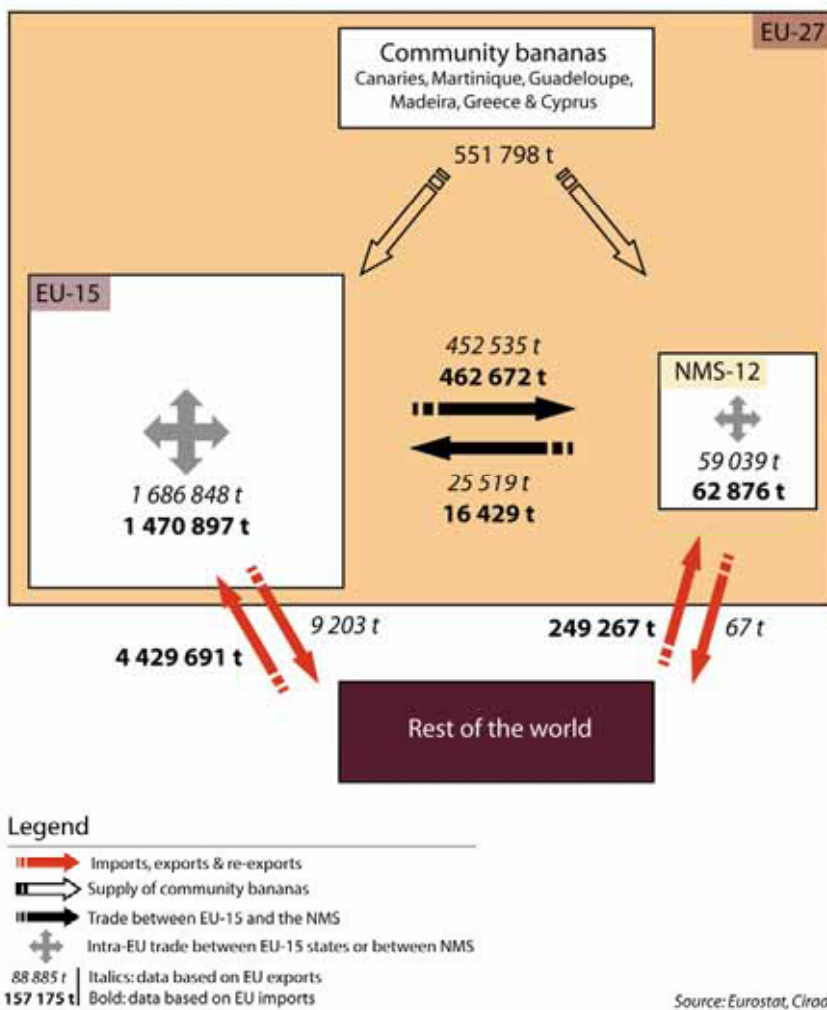 EU-27
Community bananas
Canaries, Martinique, Guadeloupe,
Madeira, Greece & Cyprus
551 798 t
EU-15
452 535 t
462 672 t
NMS-12
1 686 848 t
1 470 897 t
25 519 t
16 429 t
59 039 t
62 876 t
4 429 691 t
9 203 t
249 267 t
67 t
Rest of the world
Legend
Imports, exports & re-exports
Supply of community bananas
Trade between EU-15 and the NMS
Intra-EU trade between EU-15 states or between NMS
88 885 t Italics: data based on EU exports
157 175 t Bold: data based on EU imports
Source: Eurostat, Cirad